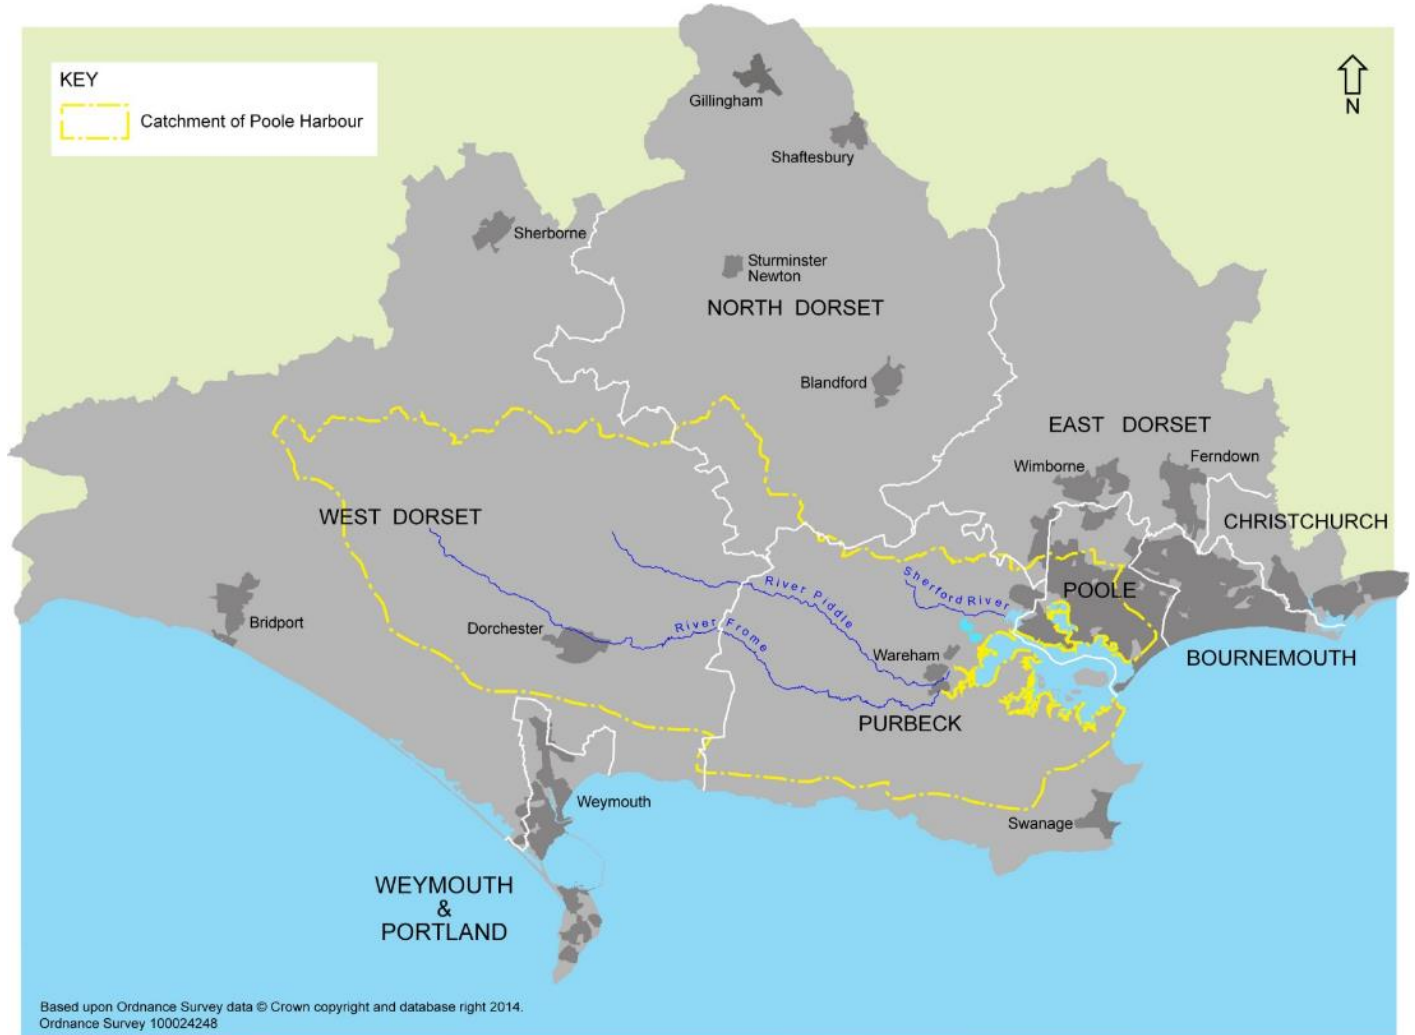 KEY
Catchment of Poole Harbour
N
Gillingham
Shaftesbury
Sherborne
Sturminster
Newton
NORTH DORSET
Blandford
EAST DORSET
Wimborne
Ferndown
CHRISTCHURCH
WEST DORSET
River Piddle
Sherford River
POOLE
Bridport
Dorchester
River Frome
Wareham
BOURNEMOUTH
PURBECK
Weymouth
Swanage
WEYMOUTH
&
PORTLAND
Based upon Ordnance Survey data © Crown copyright and database right 2014.
Ordnance Survey 100024248